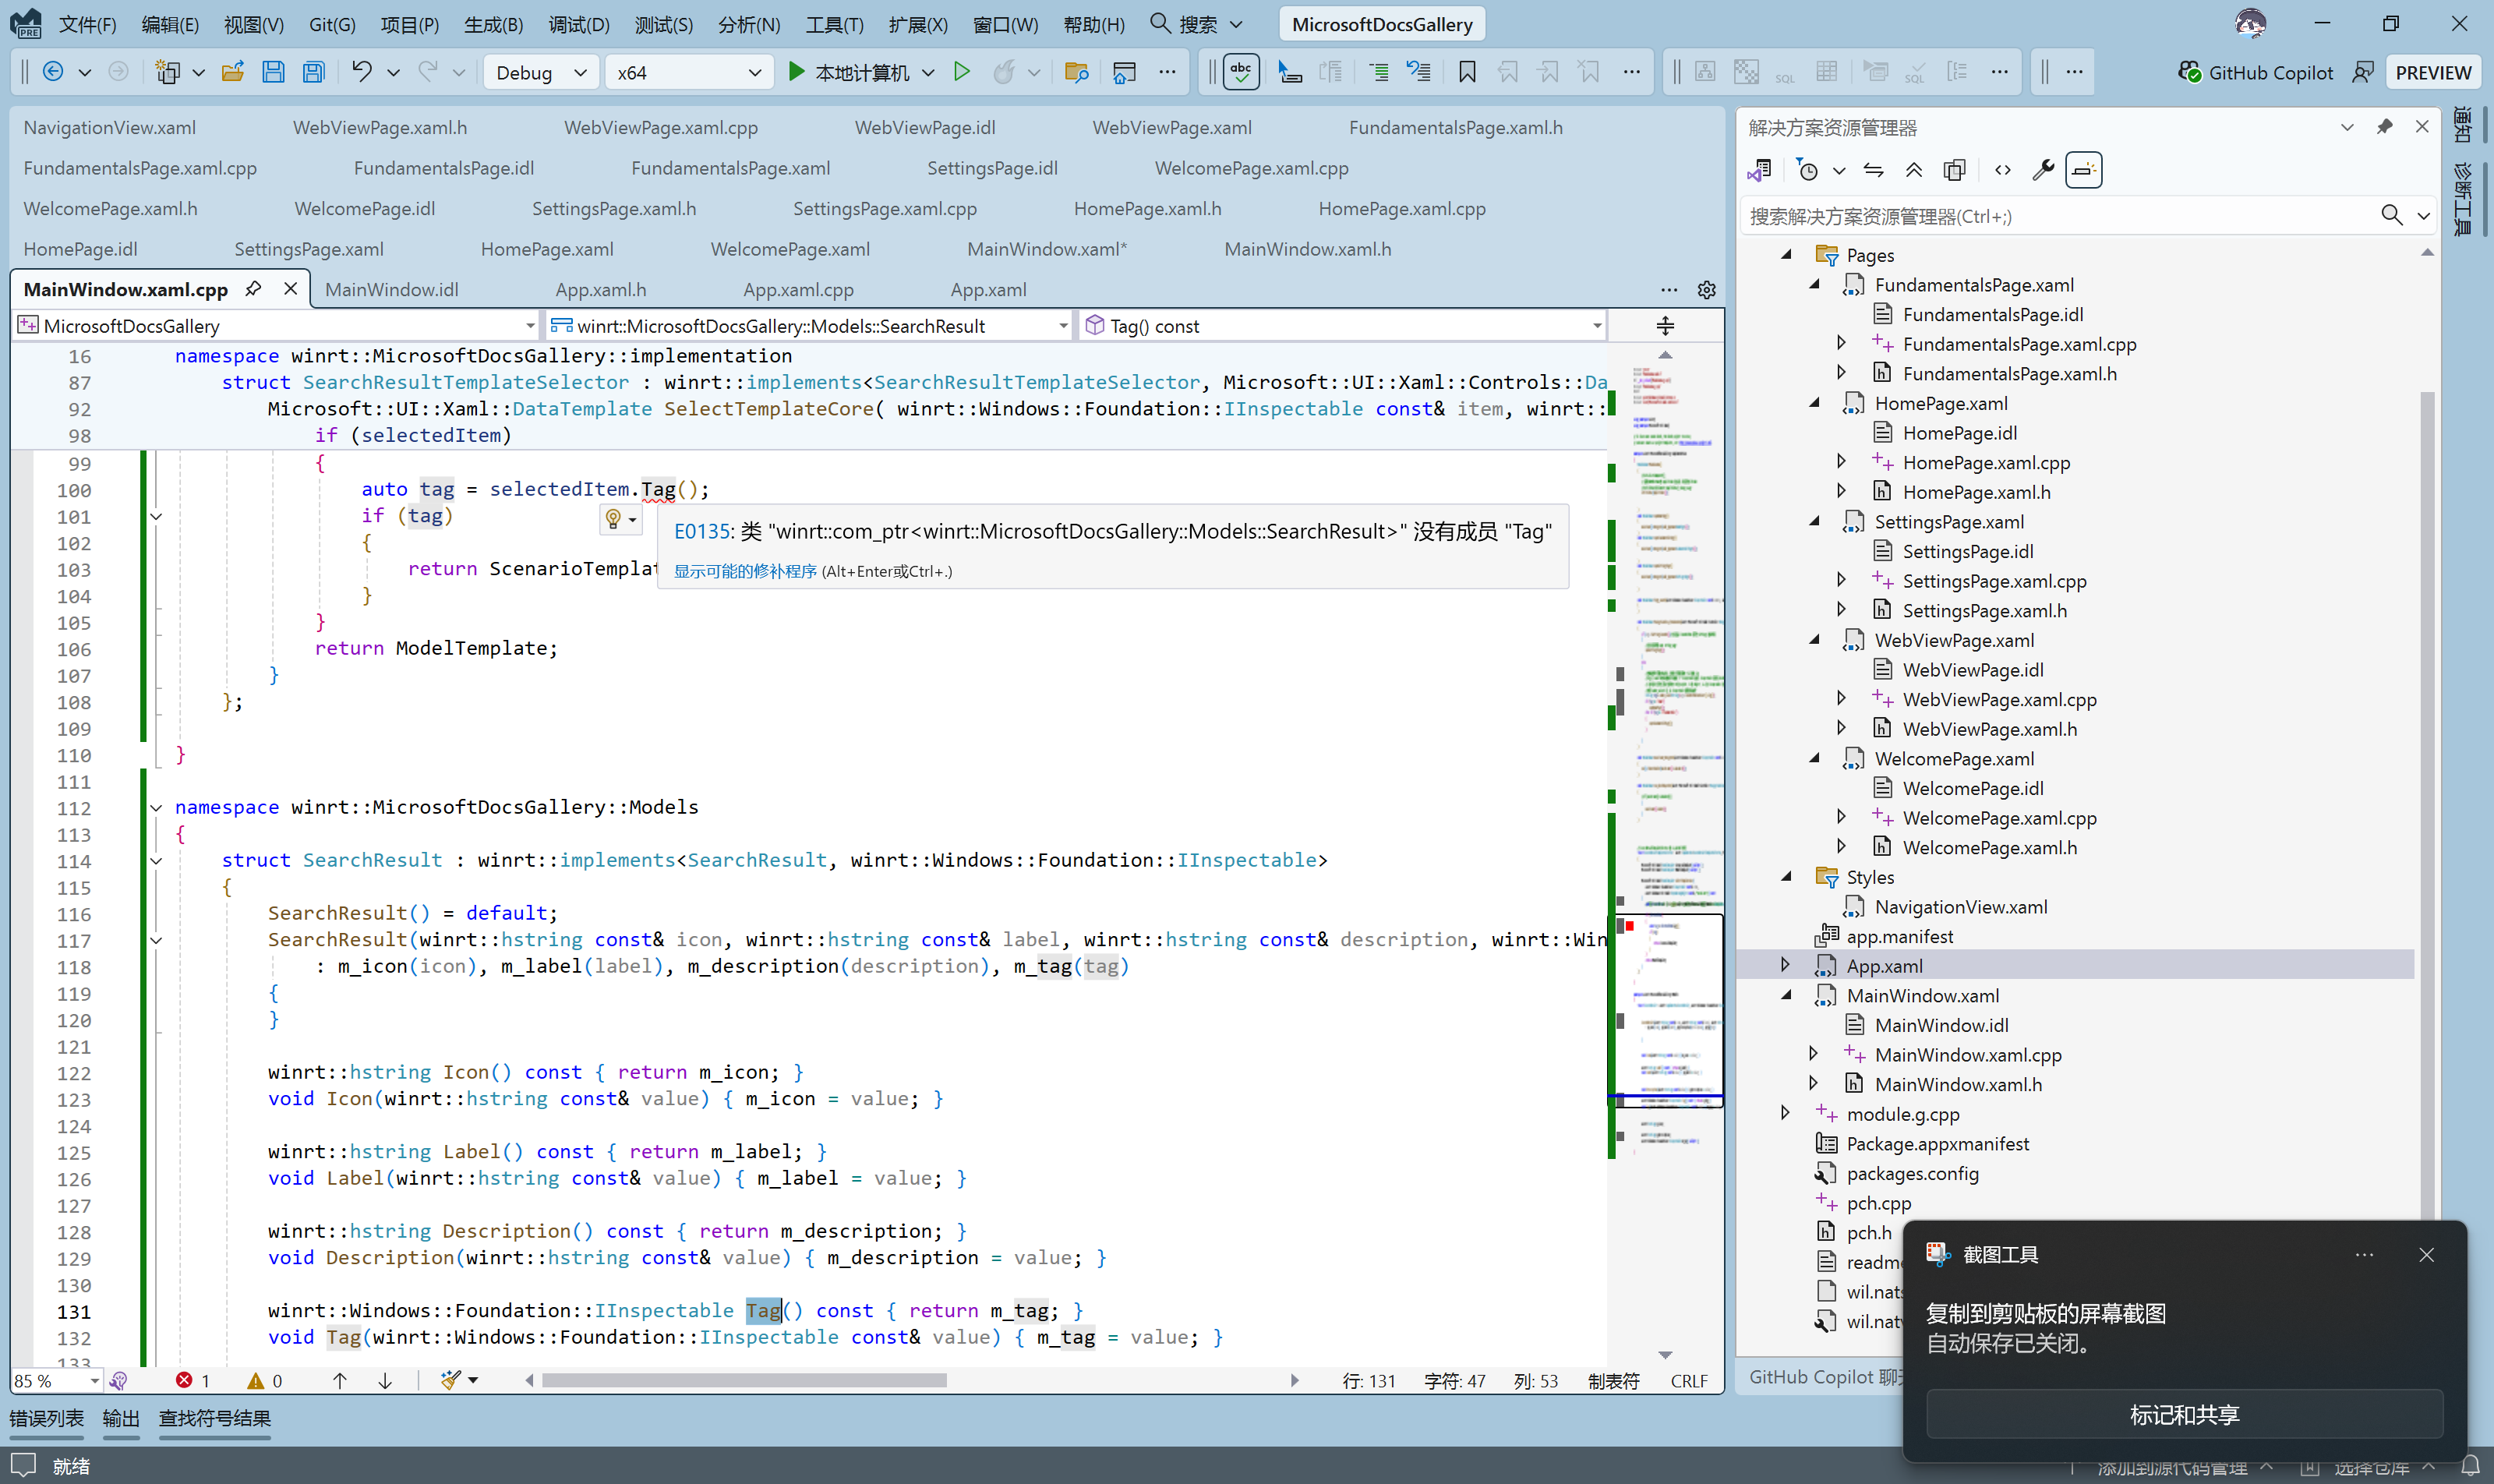 文件(F) 编辑(E) 视图(V) Git(G) 项目(P) 生成(B) 调试(D) 测试(S) 分析(N) 工具(T) 扩展(X) 窗口(W) 帮助(H) 搜索 MicrosoftDocsGallery
Debug x64 本地计算机 GitHub Copilot PREVIEW
NavigationView.xaml WebViewPage.xaml.h WebViewPage.xaml.cpp WebViewPage.idl WebViewPage.xaml FundamentalsPage.xaml.h
FundamentalsPage.xaml.cpp FundamentalsPage.idl FundamentalsPage.xaml SettingsPage.idl WelcomePage.xaml.cpp
WelcomePage.xaml.h WelcomePage.idl SettingsPage.xaml.h SettingsPage.xaml.cpp HomePage.xaml.h HomePage.xaml.cpp
HomePage.idl SettingsPage.xaml HomePage.xaml WelcomePage.xaml MainWindow.xaml* MainWindow.xaml.h
MainWindow.xaml.cpp MainWindow.idl App.xaml.h App.xaml.cpp App.xaml
MicrosoftDocsGallery winrt::MicrosoftDocsGallery::Models::SearchResult Tag() const
16 namespace winrt::MicrosoftDocsGallery::implementation
87 struct SearchResultTemplateSelector : winrt::implements<SearchResultTemplateSelector, Microsoft::UI::Xaml::Controls::Da
92 Microsoft::UI::Xaml::DataTemplate SelectTemplateCore( winrt::Windows::Foundation::IInspectable const& item, winrt::
98 if (selectedItem)
99 {
100 auto tag = selectedItem.Tag();
101 if (tag)
102 {
103 return ScenarioTemplat
104 }
105 }
106 return ModelTemplate;
107 }
108 };
109
110 }
111
112 namespace winrt::MicrosoftDocsGallery::Models
113 {
114 struct SearchResult : winrt::implements<SearchResult, winrt::Windows::Foundation::IInspectable>
115 {
116 SearchResult() = default;
117 SearchResult(winrt::hstring const& icon, winrt::hstring const& label, winrt::hstring const& description, winrt::Win
118 : m_icon(icon), m_label(label), m_description(description), m_tag(tag)
119 {
120 }
121
122 winrt::hstring Icon() const { return m_icon; }
123 void Icon(winrt::hstring const& value) { m_icon = value; }
124
125 winrt::hstring Label() const { return m_label; }
126 void Label(winrt::hstring const& value) { m_label = value; }
127
128 winrt::hstring Description() const { return m_description; }
129 void Description(winrt::hstring const& value) { m_description = value; }
130
131 winrt::Windows::Foundation::IInspectable Tag() const { return m_tag; }
132 void Tag(winrt::Windows::Foundation::IInspectable const& value) { m_tag = value; }
133
E0135: 类 "winrt::com_ptr<winrt::MicrosoftDocsGallery::Models::SearchResult>" 没有成员 "Tag"
显示可能的修补程序 (Alt+Enter或Ctrl+.)
85 % 1 0 行: 131 字符: 47 列: 53 制表符 CRLF
错误列表 输出 查找符号结果
就绪
解决方案资源管理器
搜索解决方案资源管理器(Ctrl+;)
Pages
FundamentalsPage.xaml
FundamentalsPage.idl
FundamentalsPage.xaml.cpp
FundamentalsPage.xaml.h
HomePage.xaml
HomePage.idl
HomePage.xaml.cpp
HomePage.xaml.h
SettingsPage.xaml
SettingsPage.idl
SettingsPage.xaml.cpp
SettingsPage.xaml.h
WebViewPage.xaml
WebViewPage.idl
WebViewPage.xaml.cpp
WebViewPage.xaml.h
WelcomePage.xaml
WelcomePage.idl
WelcomePage.xaml.cpp
WelcomePage.xaml.h
Styles
NavigationView.xaml
app.manifest
App.xaml
MainWindow.xaml
MainWindow.idl
MainWindow.xaml.cpp
MainWindow.xaml.h
module.g.cpp
Package.appxmanifest
packages.config
pch.cpp
pch.h
readme
wil.nats
wil.natv
GitHub Copilot 聊天
通知
诊断工具
截图工具
复制到剪贴板的屏幕截图
自动保存已关闭。
标记和共享
添加到源代码管理 选择仓库